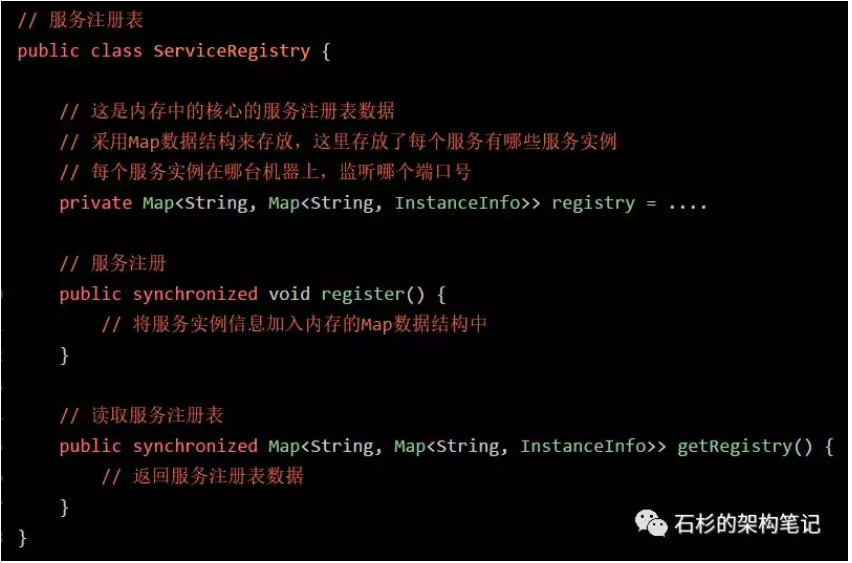 // 服务注册表
public class ServiceRegistry {
// 这是内存中的核心的服务注册表数据
// 采用Map数据结构来存放，这里存放了每个服务有哪些服务实例
// 每个服务实例在哪台机器上，监听哪个端口号
private Map<String, Map<String, InstanceInfo>> registry = ....
// 服务注册
public synchronized void register() {
// 将服务实例信息加入内存的Map数据结构中
}
// 读取服务注册表
public synchronized Map<String, Map<String, InstanceInfo>> getRegistry() {
// 返回服务注册表数据
}
}
石杉的架构笔记